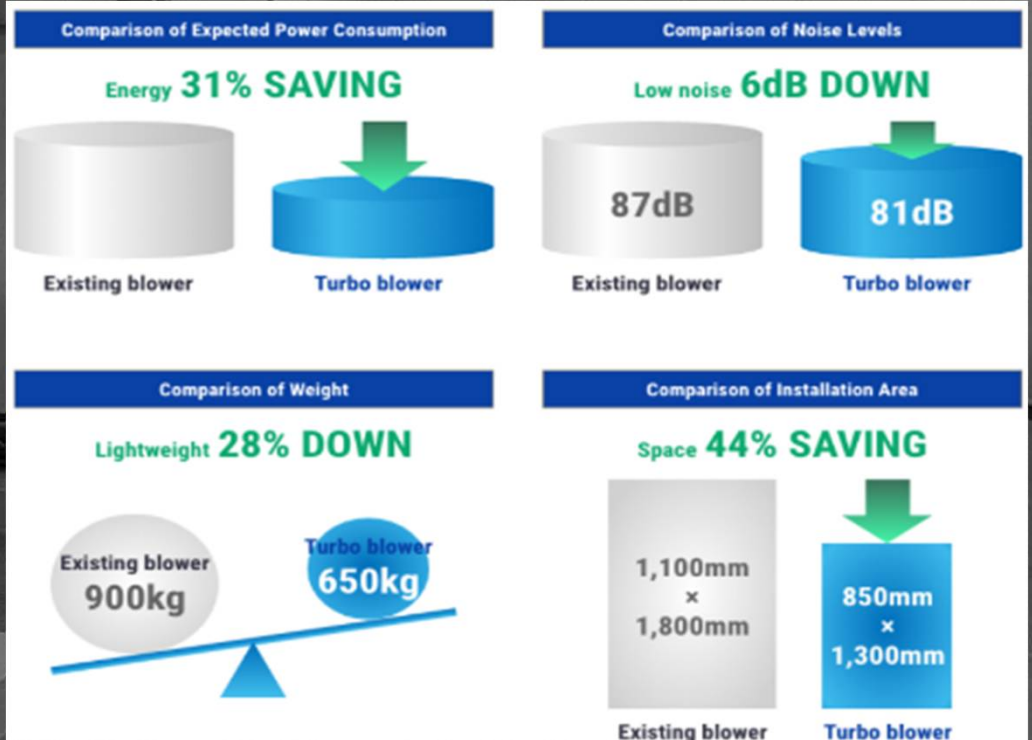 Comparison of Expected Power Consumption
Energy 31% SAVING
Existing blower
Turbo blower
Comparison of Noise Levels
Low noise 6dB DOWN
87dB
81dB
Existing blower
Turbo blower
Comparison of Weight
Lightweight 28% DOWN
Existing blower
900kg
Turbo blower
650kg
Comparison of Installation Area
Space 44% SAVING
1,100mm
×
1,800mm
850mm
×
1,300mm
Existing blower
Turbo blower